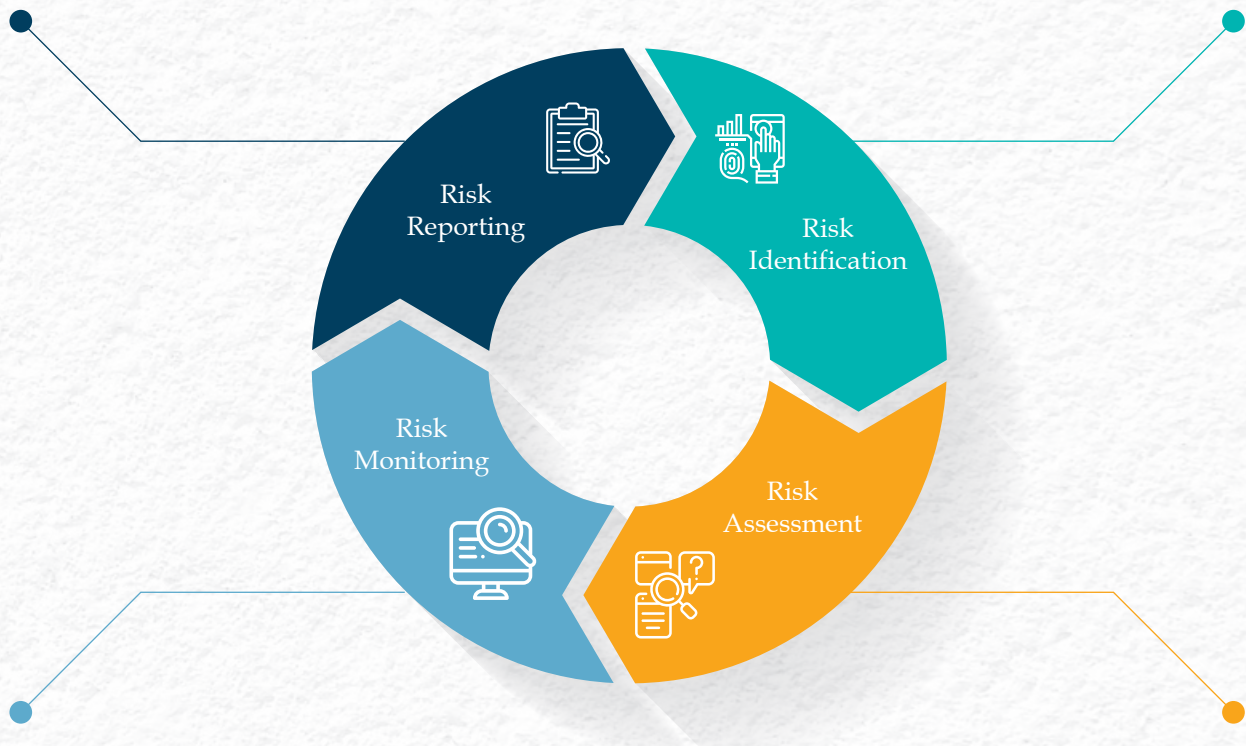 Risk
Reporting
Risk
Identification
Risk
Monitoring
Risk
Assessment
?